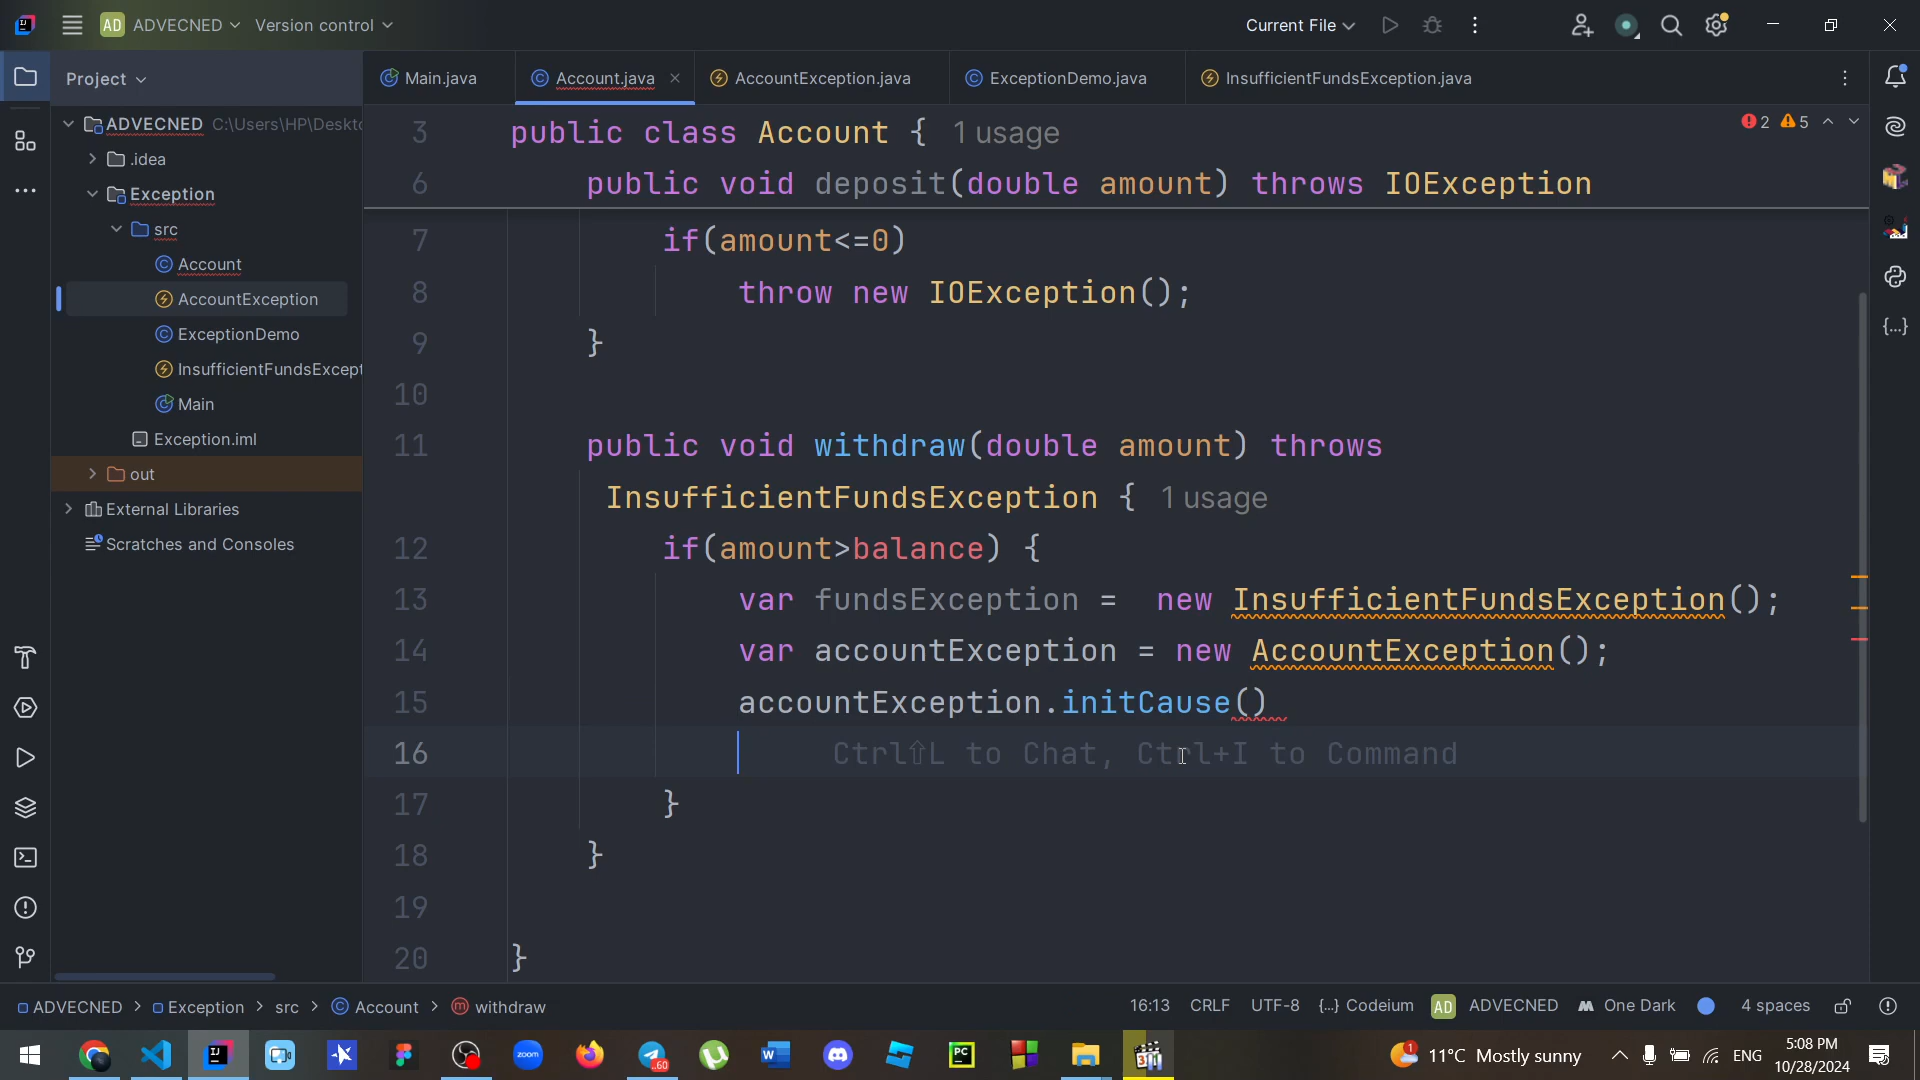 AD ADVECNED Version control Current File
Project
Main.java Account.java AccountException.java ExceptionDemo.java InsufficientFundsException.java
ADVECNED C:\Users\HP\Deskto
.idea
Exception
src
Account
AccountException
ExceptionDemo
InsufficientFundsExcept
Main
Exception.iml
out
External Libraries
Scratches and Consoles
2 5
3 public class Account { 1 usage
6 public void deposit(double amount) throws IOException
7 if(amount<=0)
8 throw new IOException();
9 }
10
11 public void withdraw(double amount) throws
InsufficientFundsException { 1 usage
12 if(amount>balance) {
13 var fundsException = new InsufficientFundsException();
14 var accountException = new AccountException();
15 accountException.initCause()
16 Ctrl⇧L to Chat, Ctrl+I to Command
17 }
18 }
19
20 }
ADVECNED > Exception > src > Account > withdraw
16:13 CRLF UTF-8 {...} Codeium AD ADVECNED One Dark 4 spaces
zoom .60 PC 1 11°C Mostly sunny ENG 5:08 PM
10/28/2024